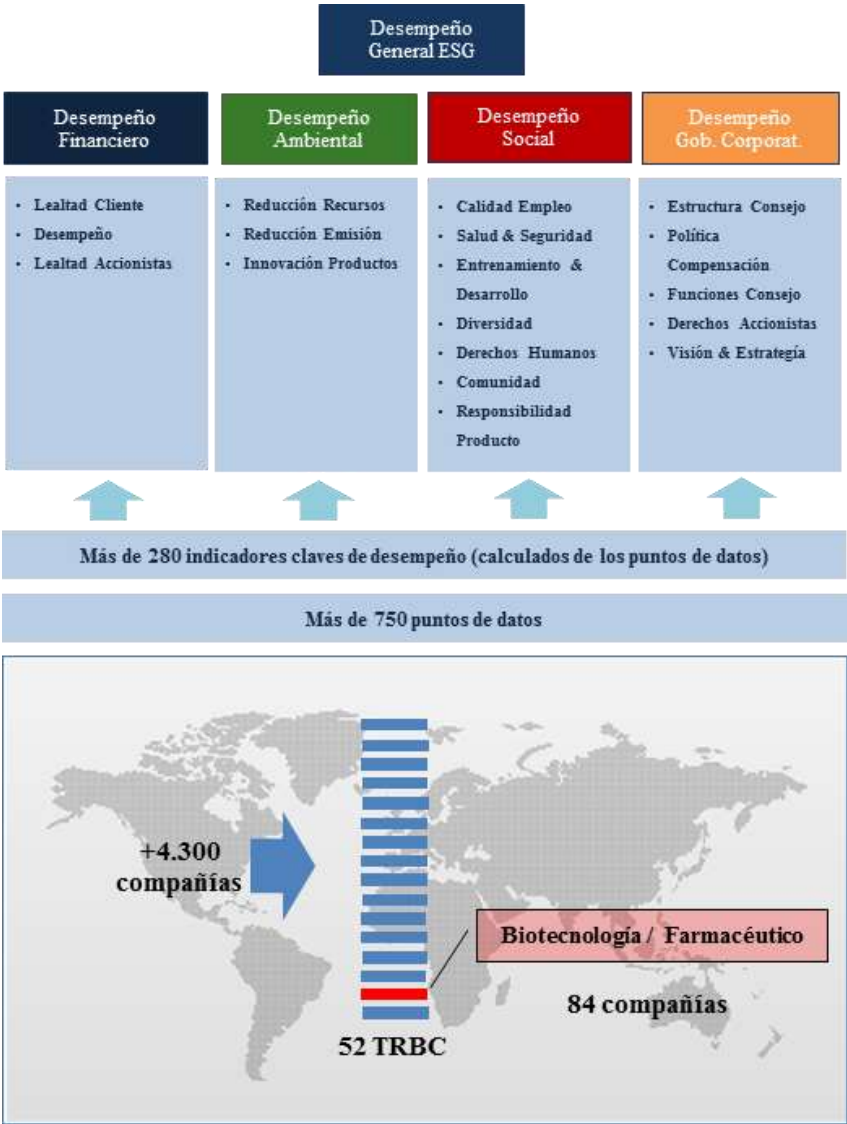 Desempeño
General ESG
Desempeño
Financiero
Desempeño
Ambiental
Desempeño
Social
Desempeño
Gob. Corporat.
• Lealtad Cliente
• Desempeño
• Lealtad Accionistas
• Reducción Recursos
• Reducción Emisión
• Innovación Productos
• Calidad Empleo
• Salud & Seguridad
• Entrenamiento &
Desarrollo
• Diversidad
• Derechos Humanos
• Comunidad
• Responsibilidad
Producto
• Estructura Consejo
• Política
Compensación
• Funciones Consejo
• Derechos Accionistas
• Visión & Estrategía
Más de 280 indicadores claves de desempeño (calculados de los puntos de datos)
Más de 750 puntos de datos
+4.300
compañías
Biotecnología / Farmacéutico
84 compañías
52 TRBC